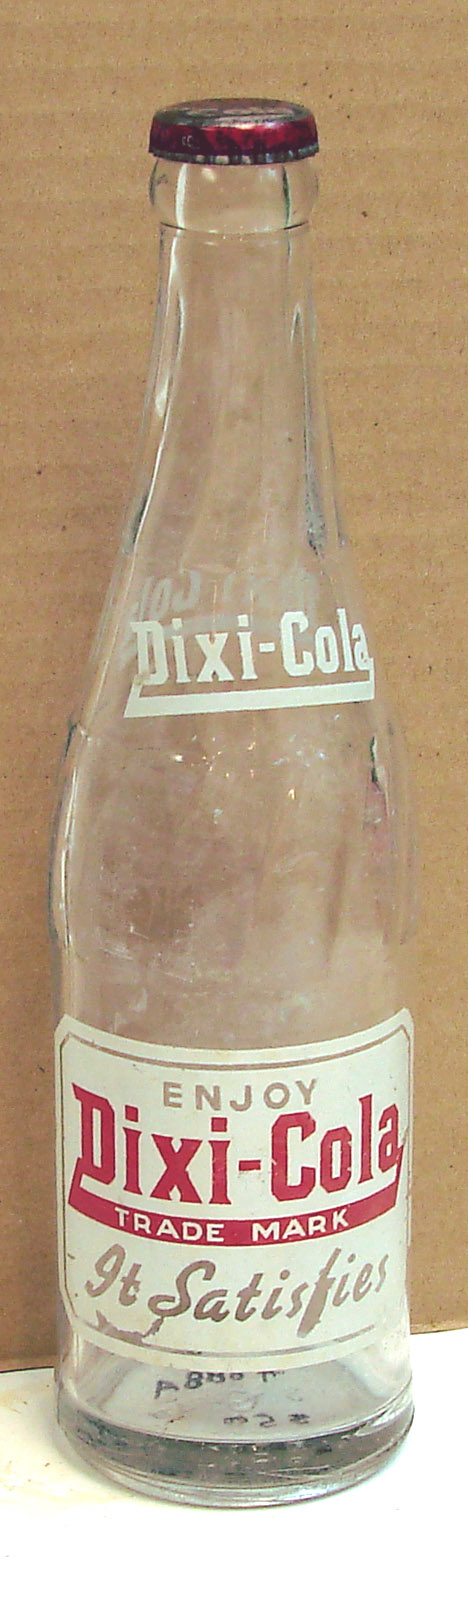 Dixi-Cola
ENJOY
Dixi-Cola
TRADE MARK
It Satisfies